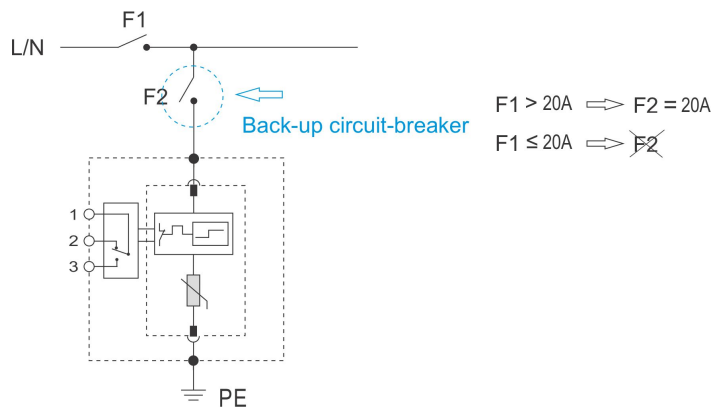 F1
L/N
F2
Back-up circuit-breaker
F1 > 20A F2 = 20A
F1 ≤ 20A F2
1
2
3
PE